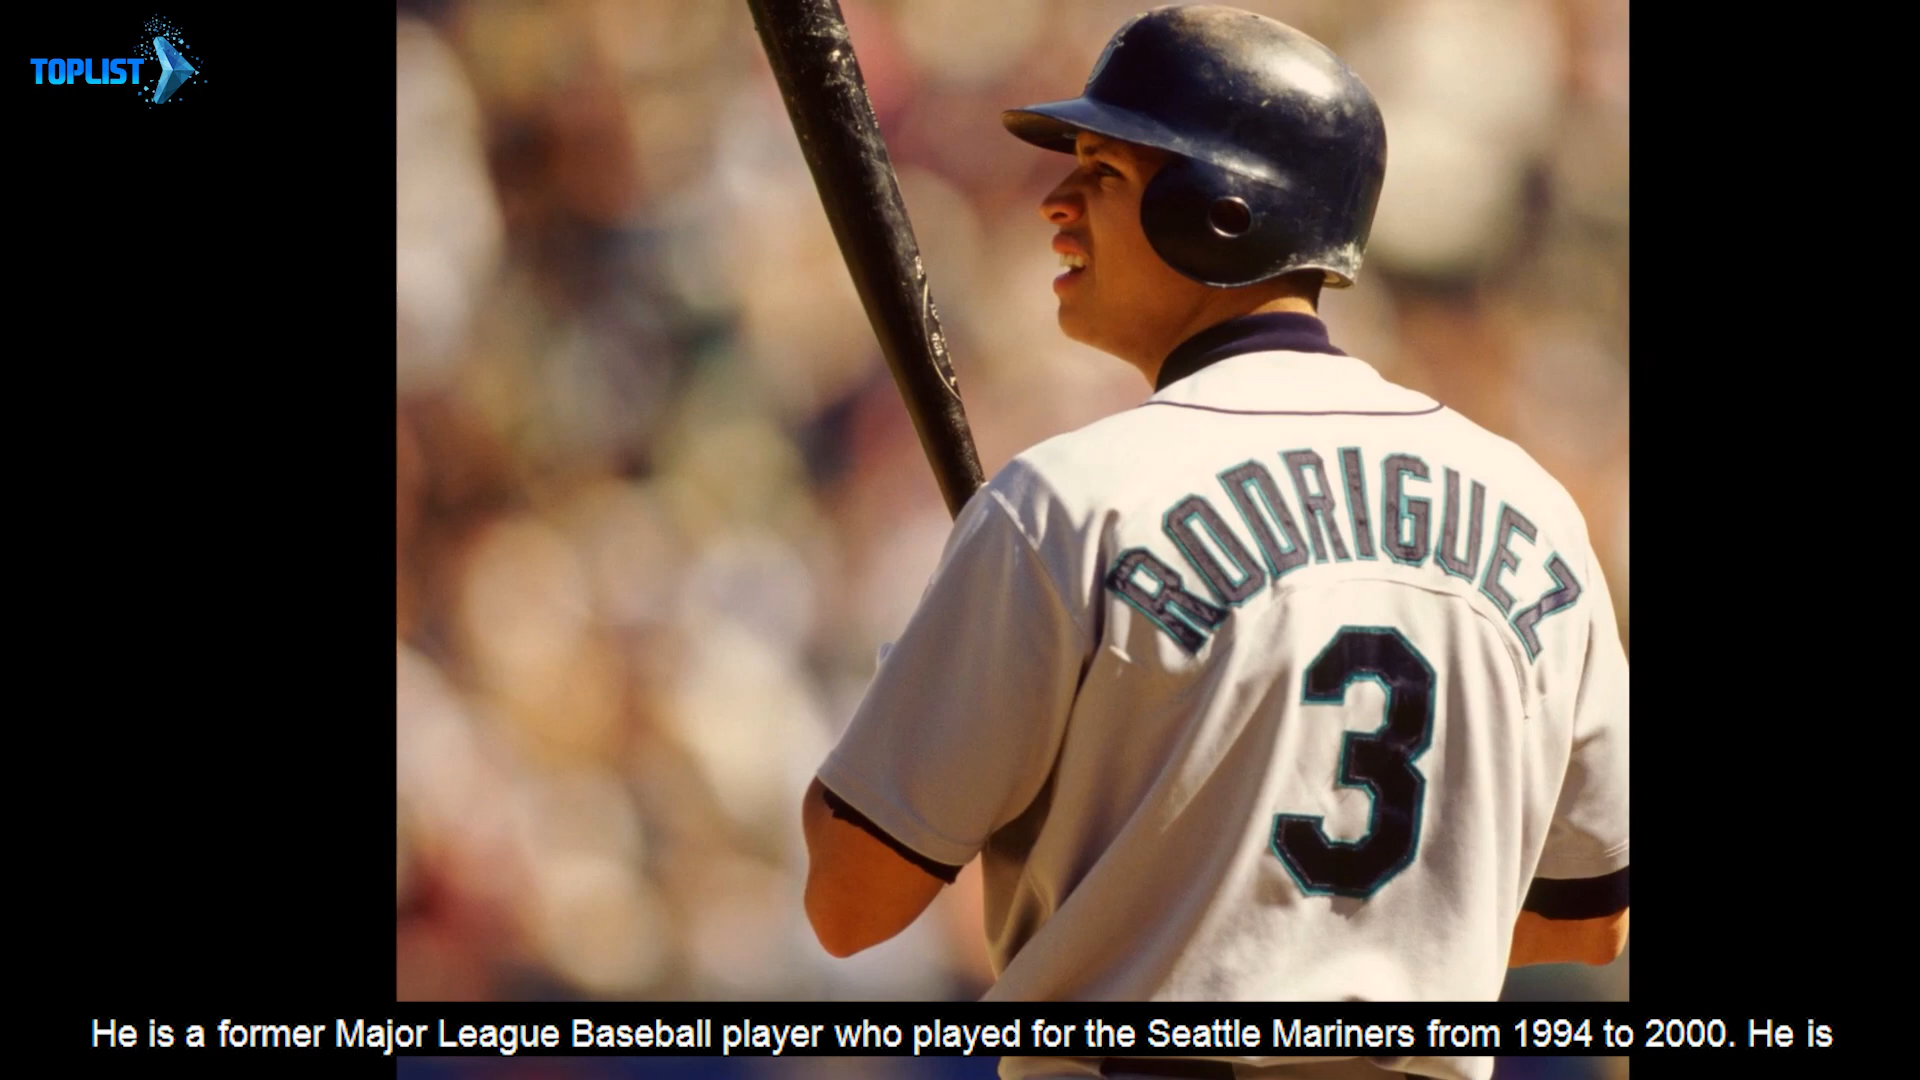 TOPLIST
RODRIGUEZ
3
He is a former Major League Baseball player who played for the Seattle Mariners from 1994 to 2000. He is